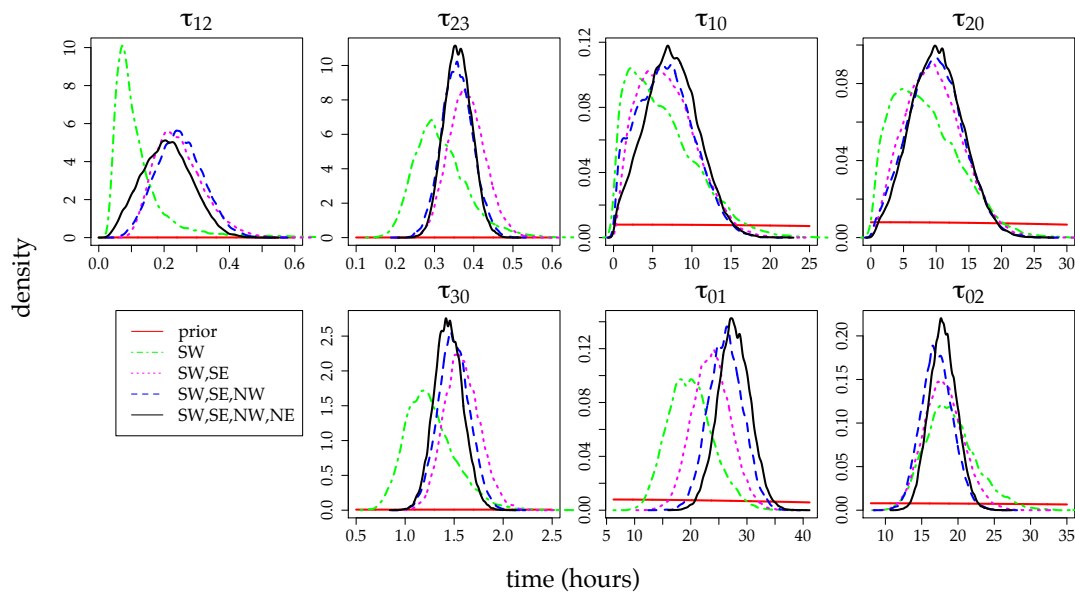 τ12 τ23 τ10 τ20
0 2 4 6 8 10
0.0 0.2 0.4 0.6
0 2 4 6 8 10
0.1 0.2 0.3 0.4 0.5 0.6
0.00 0.04 0.08 0.12
0 5 10 15 20 25
0.00 0.04 0.08
0 5 10 15 20 25 30
density
τ30 τ01 τ02
prior
SW
SW,SE
SW,SE,NW
SW,SE,NW,NE
0.0 0.5 1.0 1.5 2.0 2.5
0.5 1.0 1.5 2.0 2.5
0.00 0.04 0.08 0.12
5 10 20 30 40
0.00 0.05 0.10 0.15 0.20
10 15 20 25 30 35
time (hours)